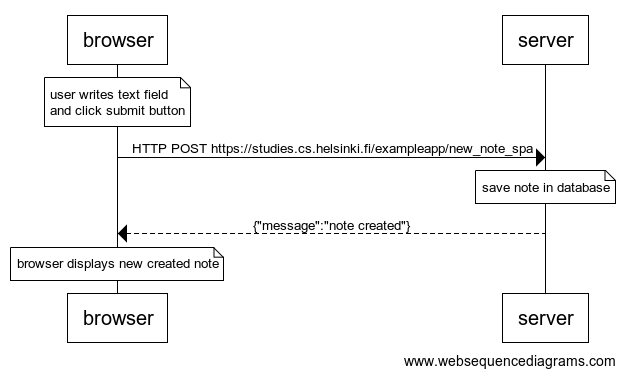 browser
server
user writes text field
and click submit button
HTTP POST https://studies.cs.helsinki.fi/exampleapp/new_note_spa
save note in database
{"message":"note created"}
browser displays new created note
browser
server
www.websequencediagrams.com